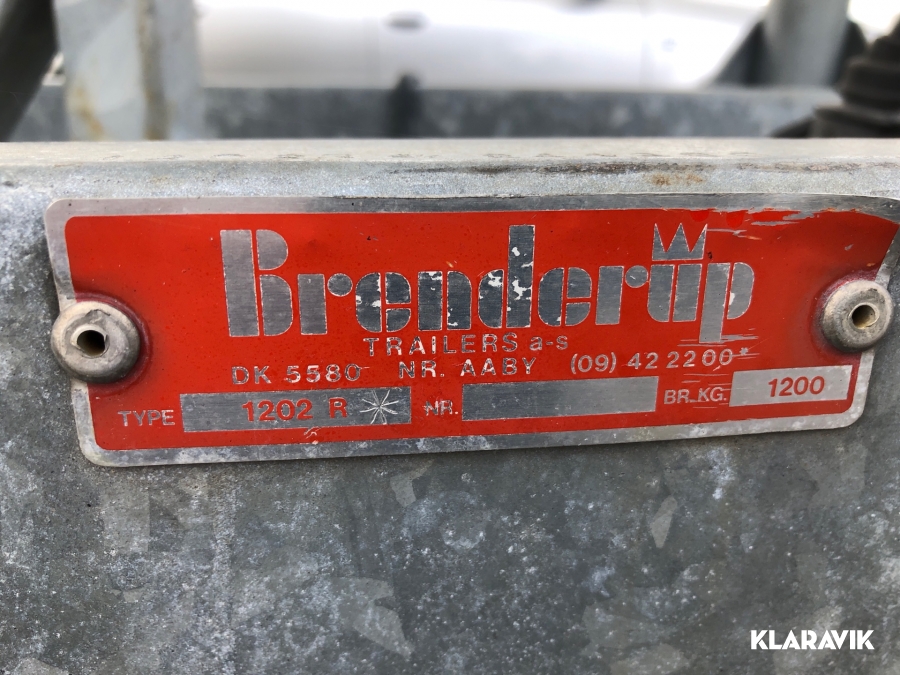 Brenderup
TRAILERS a-s
DK 5580 NR. AABY (09) 42 22 00
TYPE 1202 R NR. BR. KG. 1200
KLARAVIK